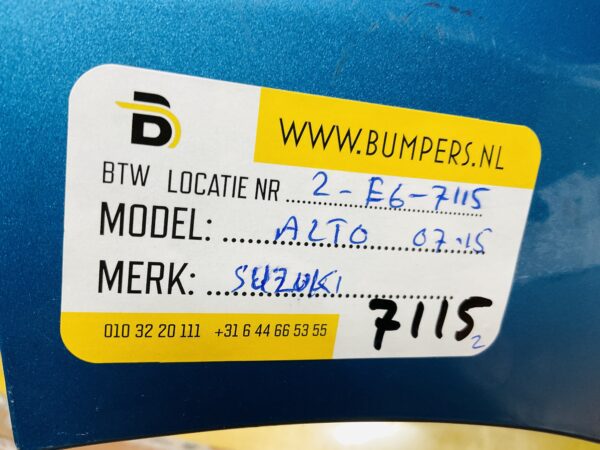 B
WWW.BUMPERS.NL
BTW LOCATIE NR 2-E6-7115
MODEL: ALTO 07-15
MERK: SUZUKI
7115
2
010 32 20 111 +31 6 44 66 53 55